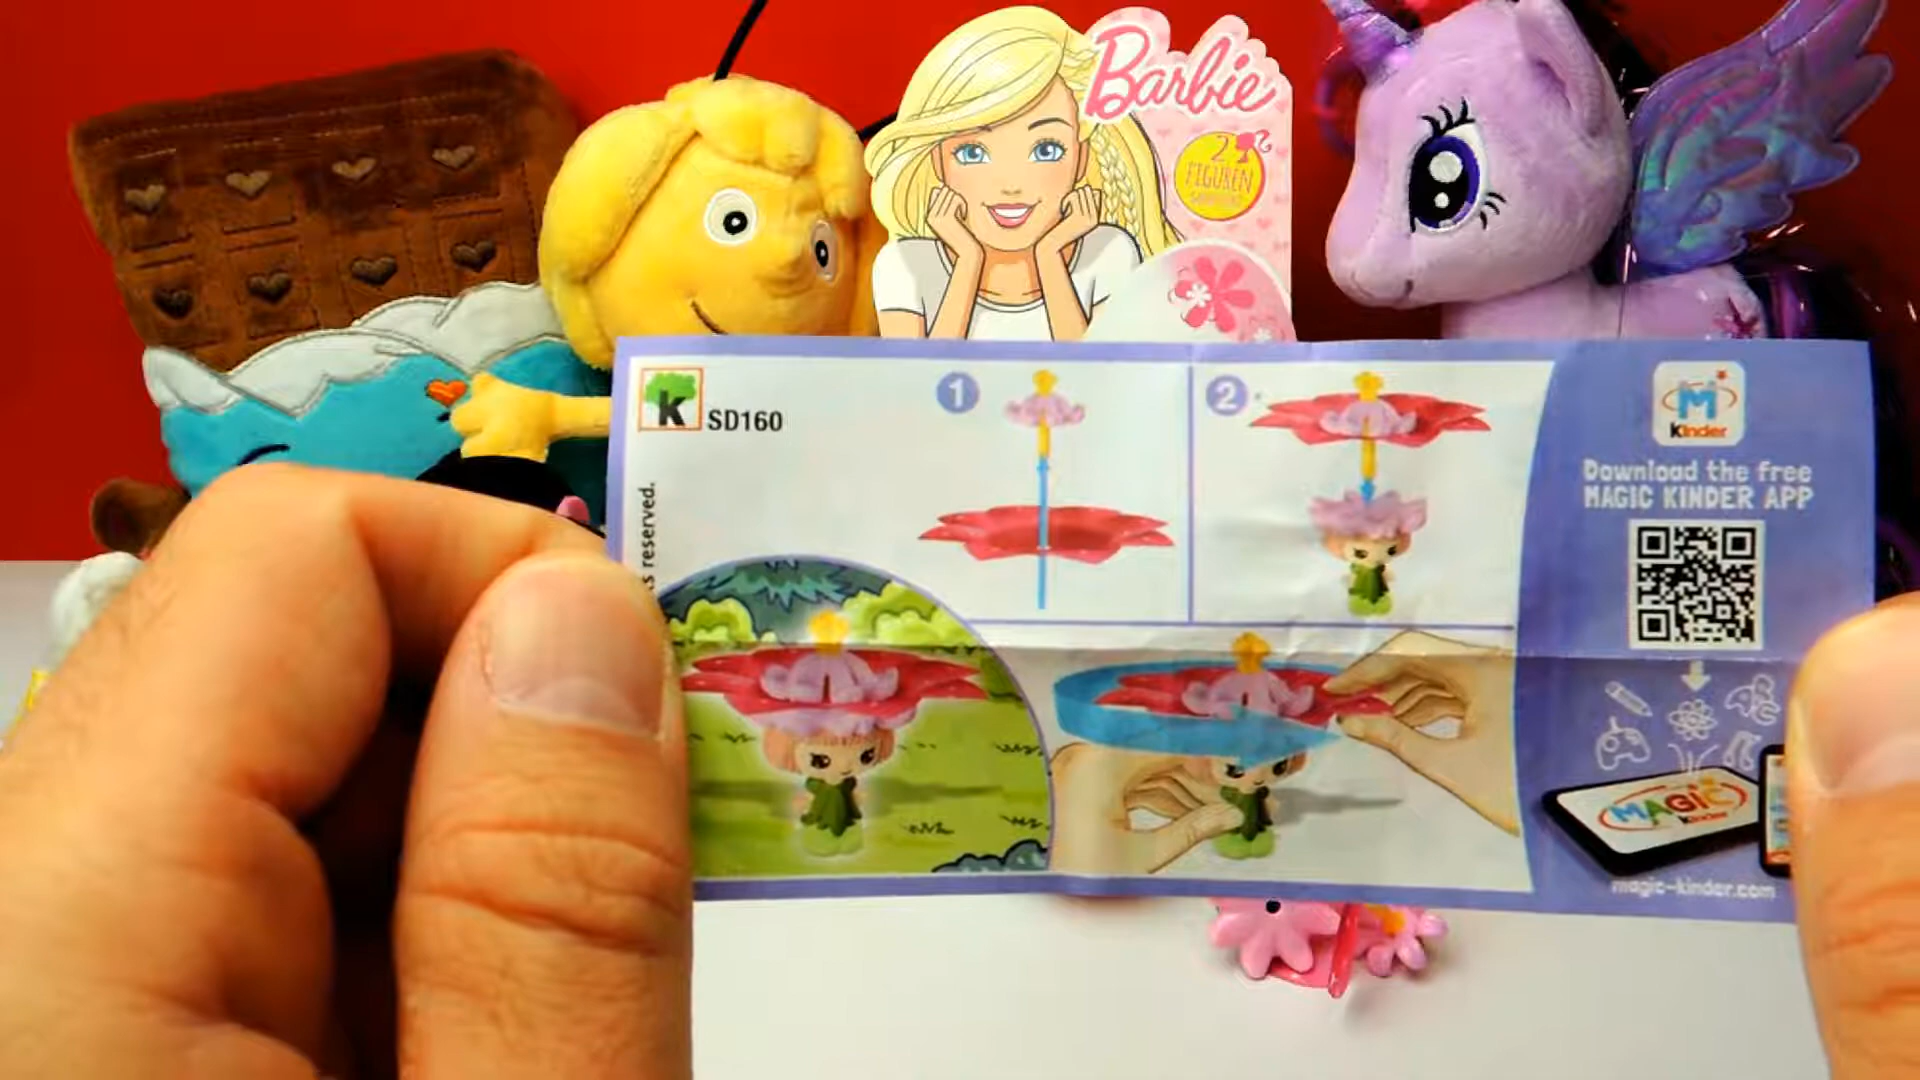 Barbie
2
FIGUREN
K
SD160
1
2
s reserved.
M
Kinder
Download the free
MAGIC KINDER APP
MAGIC
Kinder
magic-kinder.com